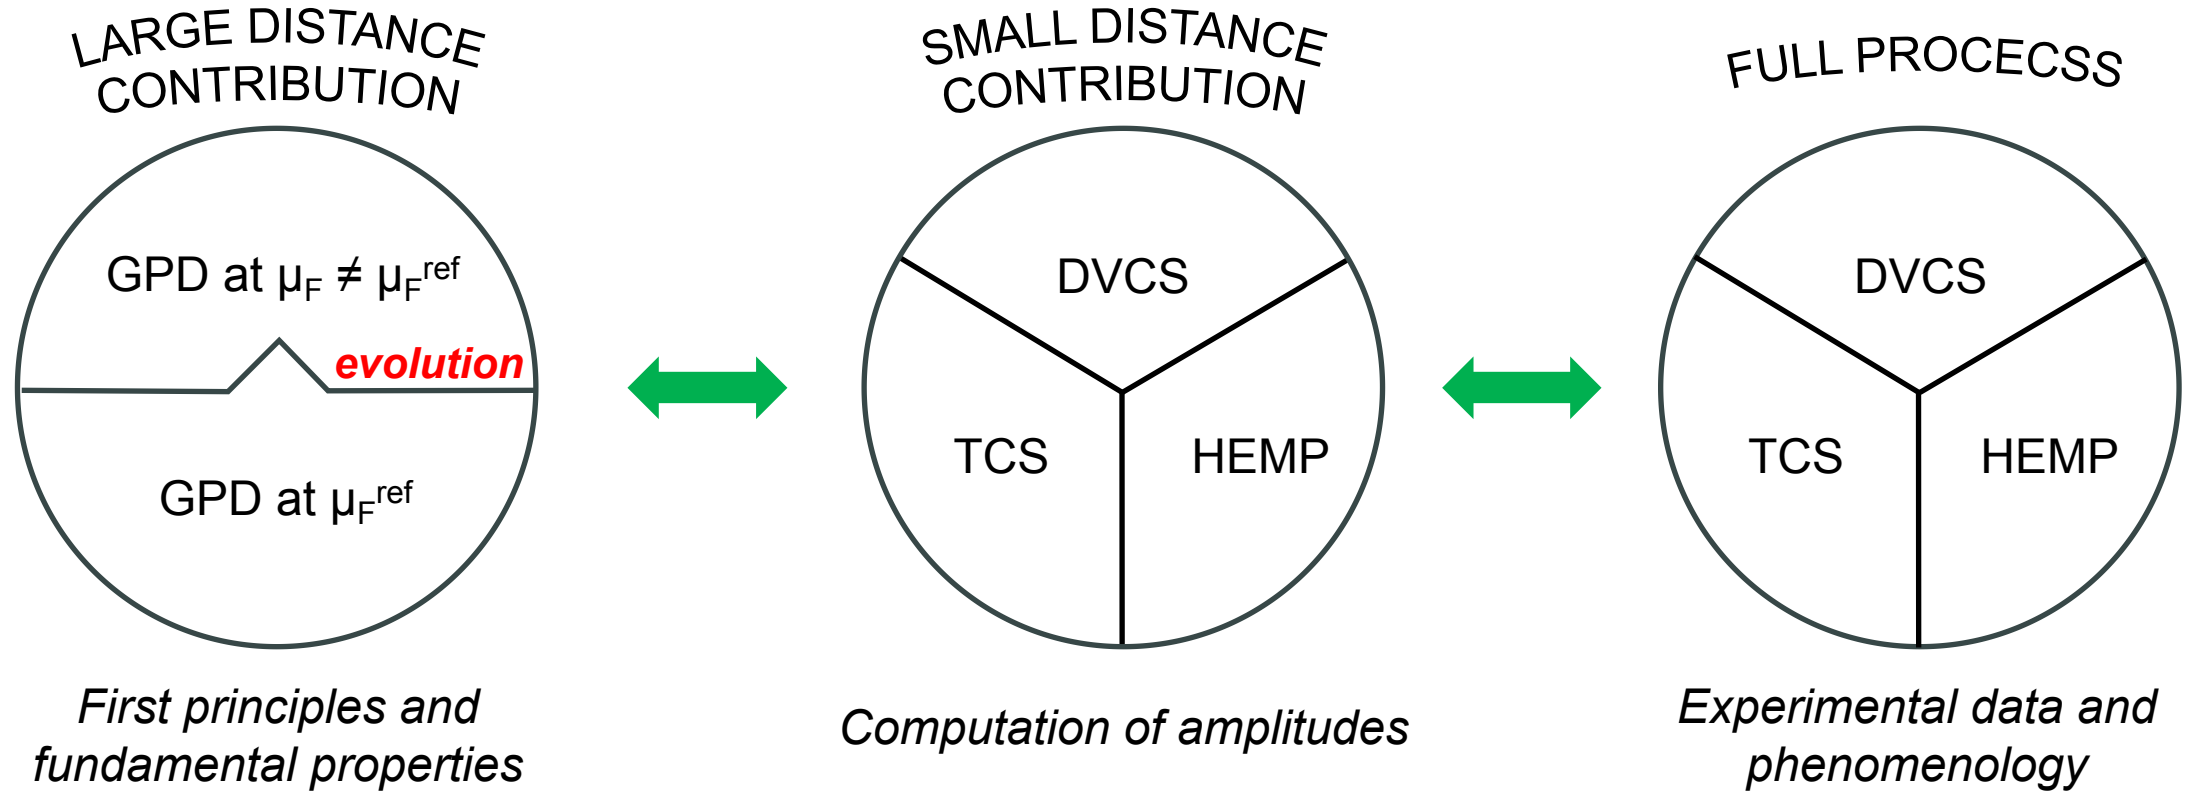 LARGE DISTANCE
CONTRIBUTION
GPD at μF ≠ μFref
evolution
GPD at μFref
First principles and
fundamental properties
SMALL DISTANCE
CONTRIBUTION
DVCS
TCS
HEMP
Computation of amplitudes
FULL PROCECSS
DVCS
TCS
HEMP
Experimental data and
phenomenology